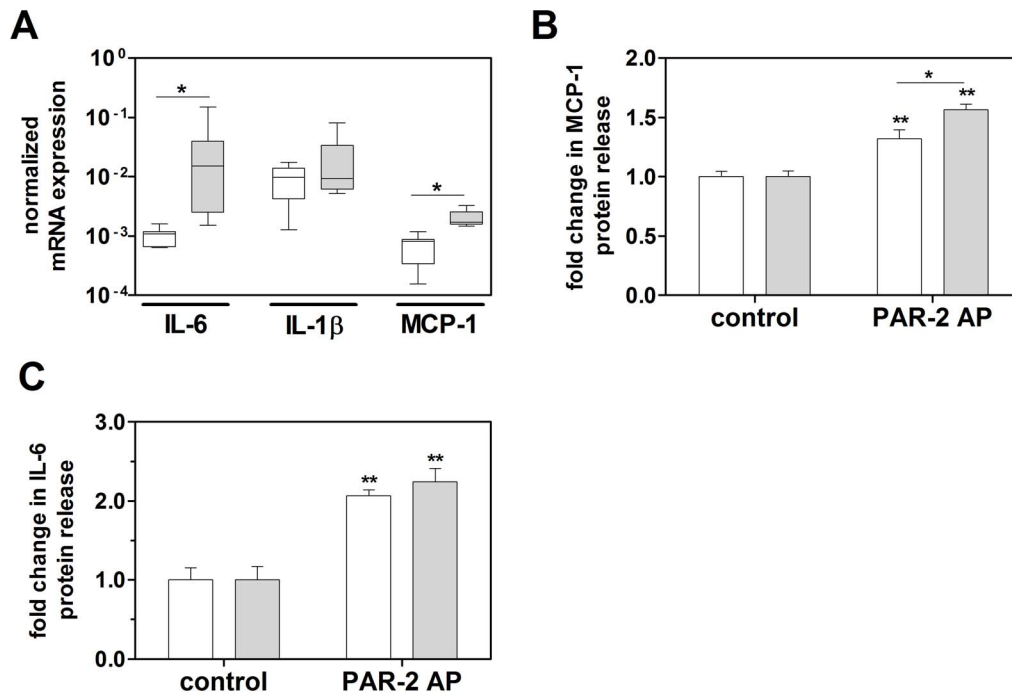 A
normalized
mRNA expression
10^0
10^-1
10^-2
10^-3
10^-4
*
*
IL-6
IL-1β
MCP-1
B
fold change in MCP-1
protein release
2.0
1.5
1.0
0.5
0.0
*
**
**
control
PAR-2 AP
C
fold change in IL-6
protein release
3.0
2.0
1.0
0.0
**
**
control
PAR-2 AP